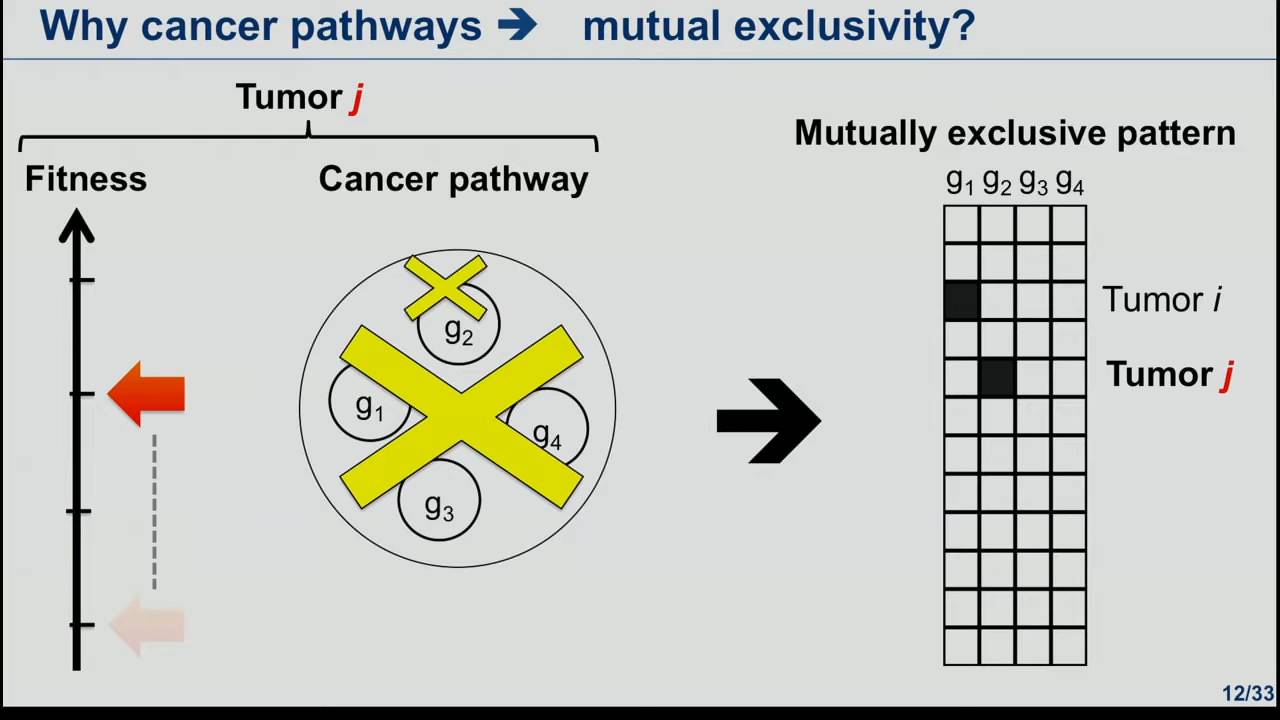 Why cancer pathways ➔ mutual exclusivity?
Tumor j
Fitness
Cancer pathway
g2
g1
g4
g3
Mutually exclusive pattern
g1 g2 g3 g4
Tumor i
Tumor j
12/33